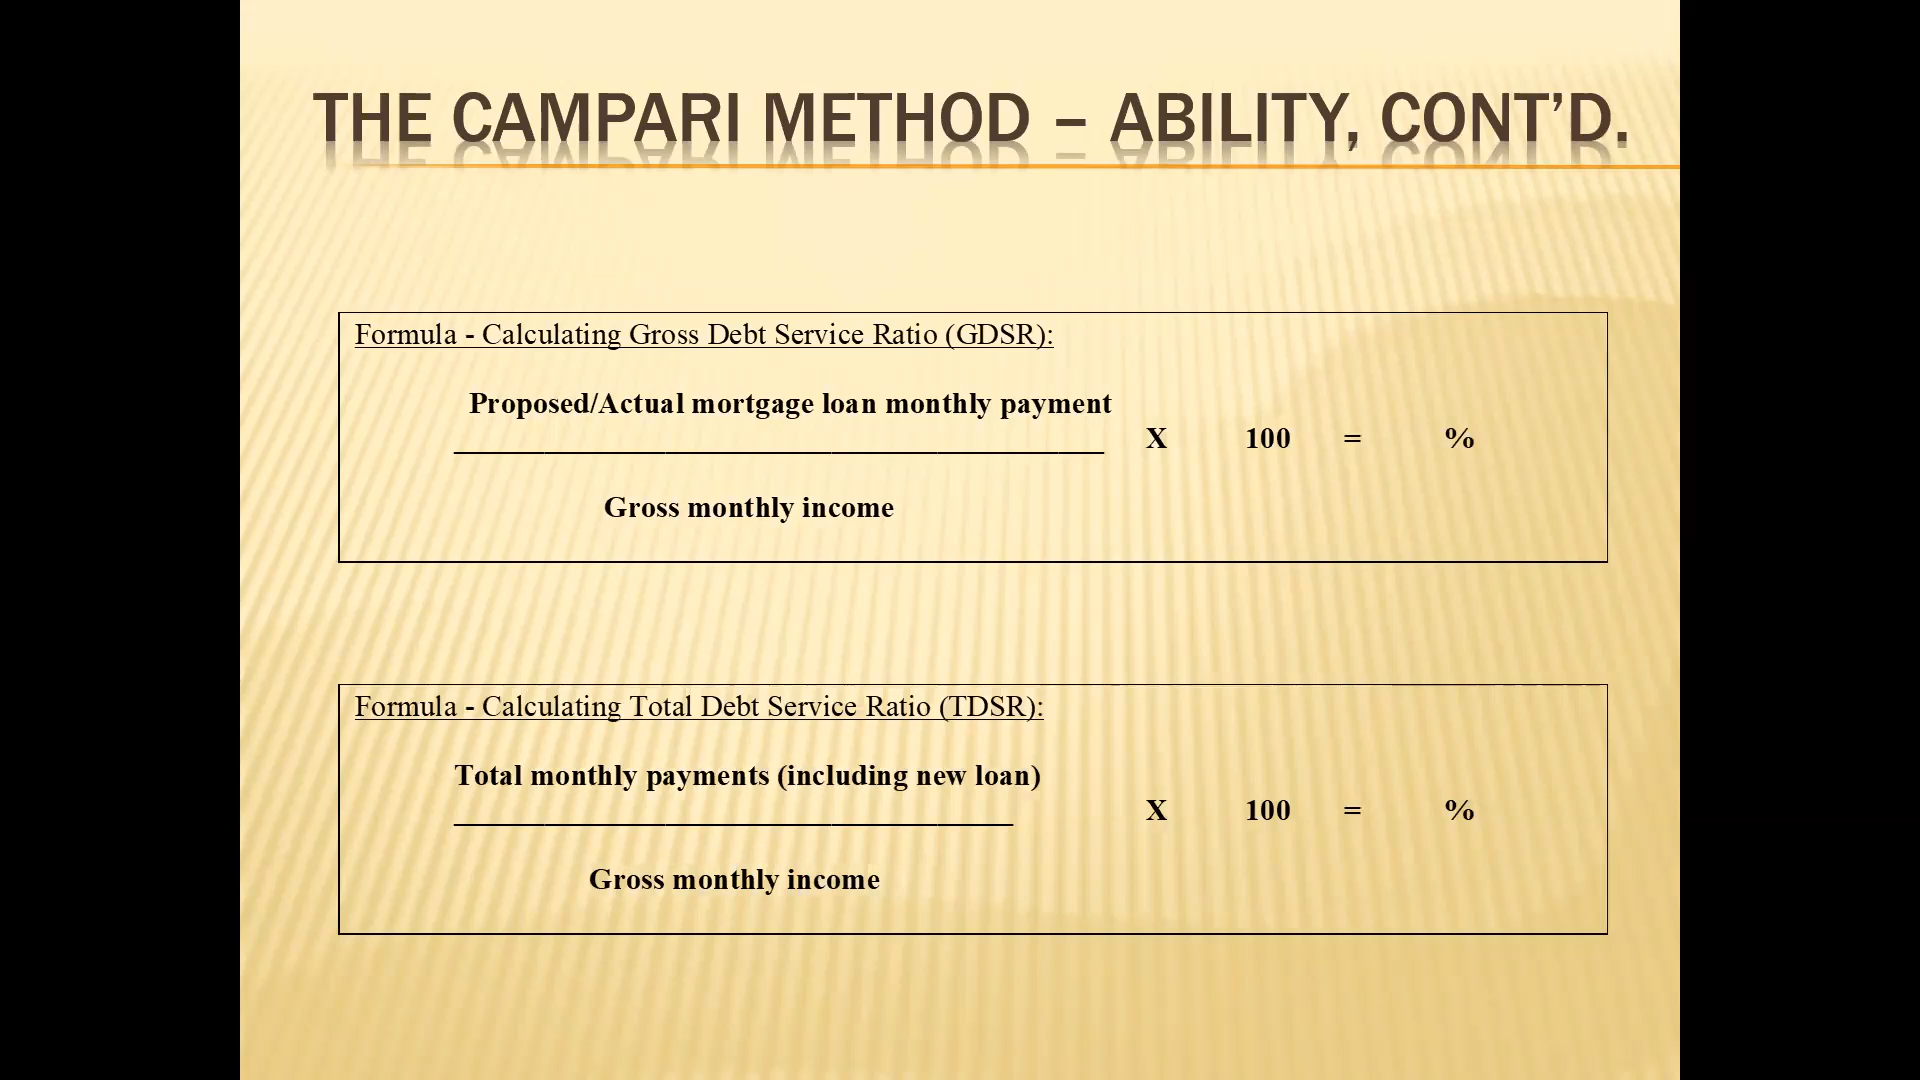 THE CAMPARI METHOD – ABILITY, CONT’D.
Formula - Calculating Gross Debt Service Ratio (GDSR):
Proposed/Actual mortgage loan monthly payment
X 100 = %
Gross monthly income
Formula - Calculating Total Debt Service Ratio (TDSR):
Total monthly payments (including new loan)
X 100 = %
Gross monthly income